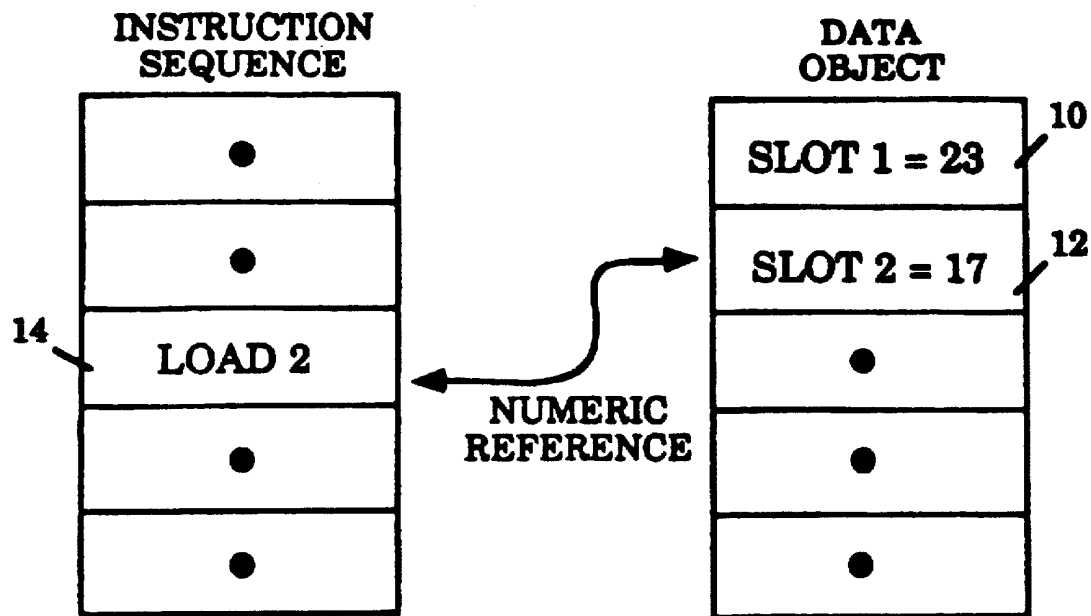 INSTRUCTION
SEQUENCE
DATA
OBJECT
SLOT 1 = 23
10
SLOT 2 = 17
12
14
LOAD 2
NUMERIC
REFERENCE